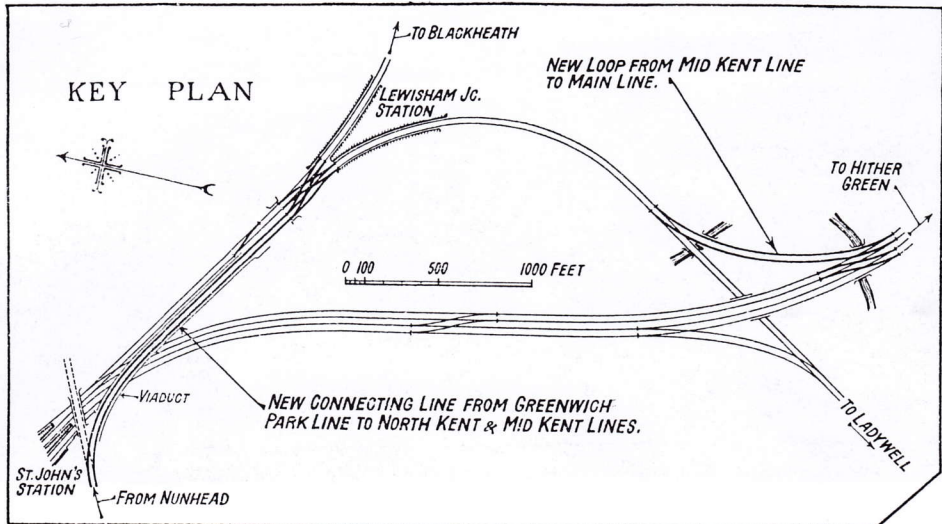 TO BLACKHEATH
KEY PLAN
NEW LOOP FROM MID KENT LINE
TO MAIN LINE.
LEWISHAM JC.
STATION
TO HITHER
GREEN
0 100 500 1000 FEET
VIADUCT
NEW CONNECTING LINE FROM GREENWICH
PARK LINE TO NORTH KENT & MID KENT LINES.
TO LADYWELL
ST. JOHN'S
STATION
FROM NUNHEAD